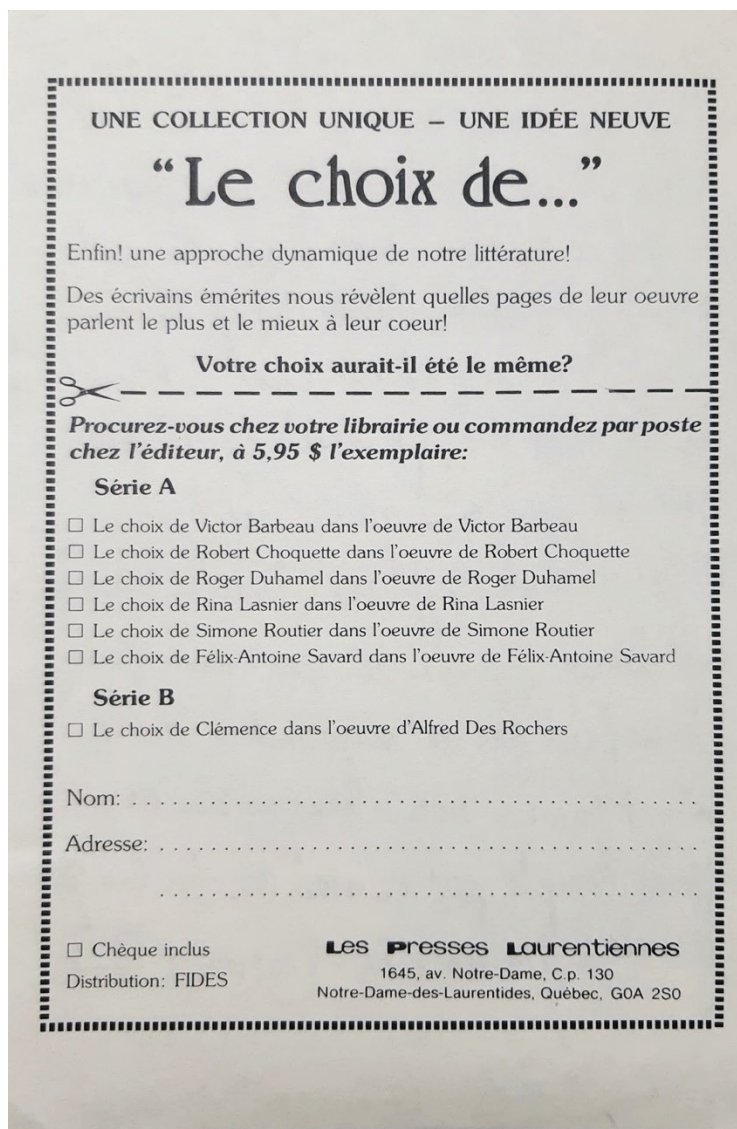 UNE COLLECTION UNIQUE – UNE IDÉE NEUVE
“Le choix de...”
Enfin! une approche dynamique de notre littérature!
Des écrivains émérites nous révèlent quelles pages de leur oeuvre
parlent le plus et le mieux à leur coeur!
Votre choix aurait-il été le même?
Procurez-vous chez votre librairie ou commandez par poste
chez l'éditeur, à 5,95 $ l'exemplaire:
Série A
☐ Le choix de Victor Barbeau dans l'oeuvre de Victor Barbeau
☐ Le choix de Robert Choquette dans l'oeuvre de Robert Choquette
☐ Le choix de Roger Duhamel dans l'oeuvre de Roger Duhamel
☐ Le choix de Rina Lasnier dans l'oeuvre de Rina Lasnier
☐ Le choix de Simone Routier dans l'oeuvre de Simone Routier
☐ Le choix de Félix-Antoine Savard dans l'oeuvre de Félix-Antoine Savard
Série B
☐ Le choix de Clémence dans l'oeuvre d'Alfred Des Rochers
Nom:
Adresse:
☐ Chèque inclus
Distribution: FIDES
Les Presses Laurentiennes
1645, av. Notre-Dame, C.p. 130
Notre-Dame-des-Laurentides, Québec, G0A 2S0